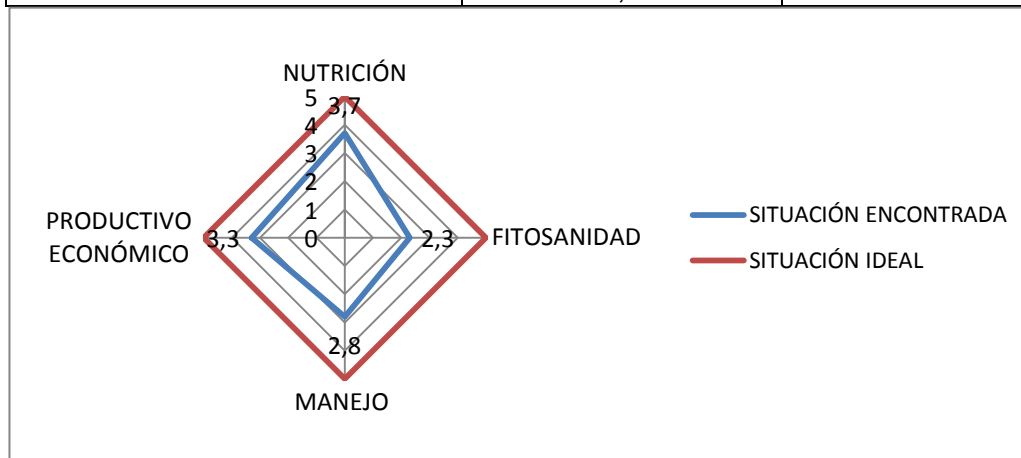 NUTRICIÓN
5
3,7
4
3
2
1
0
PRODUCTIVO
ECONÓMICO
3,3
2,3
FITOSANIDAD
2,8
MANEJO
SITUACIÓN ENCONTRADA
SITUACIÓN IDEAL